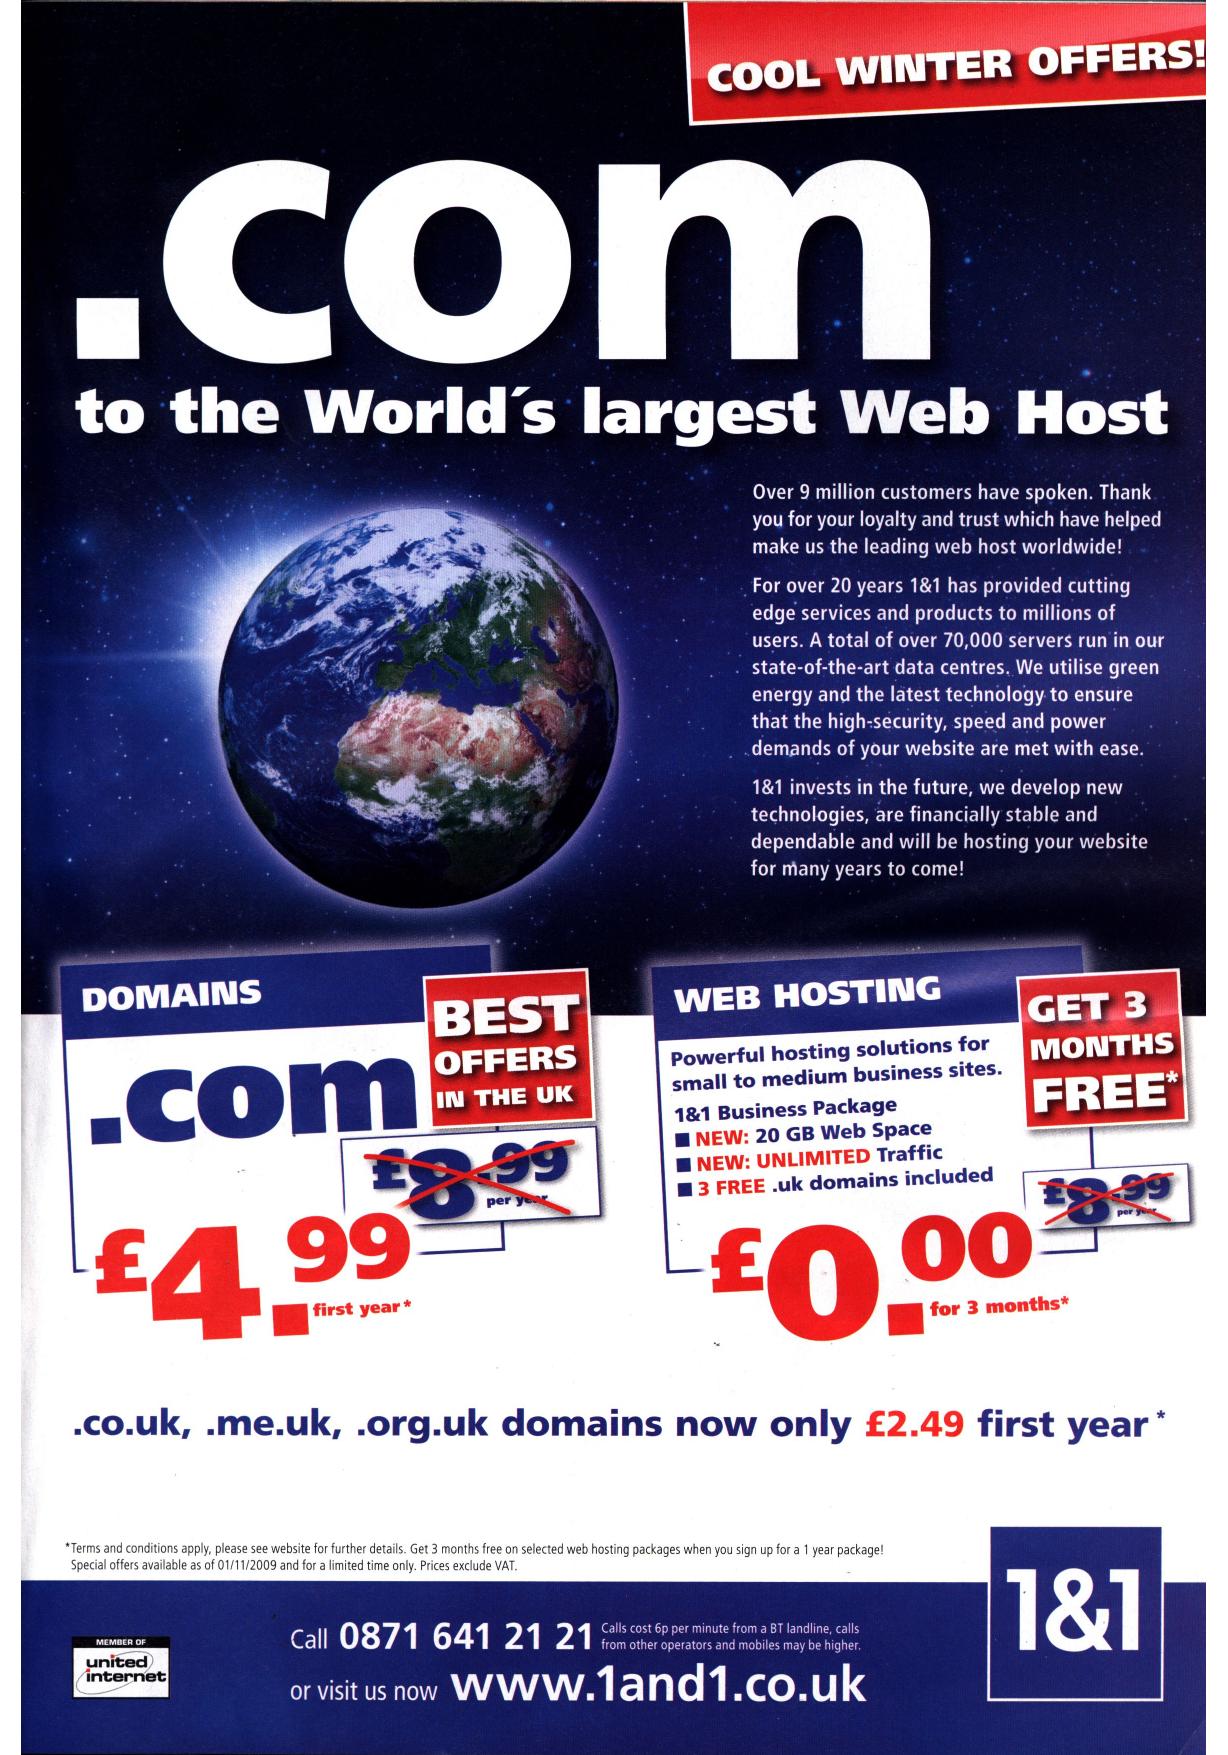 COOL WINTER OFFERS!
.com
to the World´s largest Web Host
Over 9 million customers have spoken. Thank
you for your loyalty and trust which have helped
make us the leading web host worldwide!
For over 20 years 1&1 has provided cutting
edge services and products to millions of
users. A total of over 70,000 servers run in our
state-of-the-art data centres. We utilise green
energy and the latest technology to ensure
that the high-security, speed and power
demands of your website are met with ease.
1&1 invests in the future, we develop new
technologies, are financially stable and
dependable and will be hosting your website
for many years to come!
DOMAINS
BEST
OFFERS
IN THE UK
.com
£8.99
per year
£4.99
first year*
WEB HOSTING
GET 3
MONTHS
FREE*
Powerful hosting solutions for
small to medium business sites.
1&1 Business Package
■ NEW: 20 GB Web Space
■ NEW: UNLIMITED Traffic
■ 3 FREE .uk domains included
£8.99
per year
£0.00
for 3 months*
.co.uk, .me.uk, .org.uk domains now only £2.49 first year*
*Terms and conditions apply, please see website for further details. Get 3 months free on selected web hosting packages when you sign up for a 1 year package!
Special offers available as of 01/11/2009 and for a limited time only. Prices exclude VAT.
1&1
MEMBER OF
united
internet
Call 0871 641 21 21 Calls cost 6p per minute from a BT landline, calls
from other operators and mobiles may be higher.
or visit us now www.1and1.co.uk